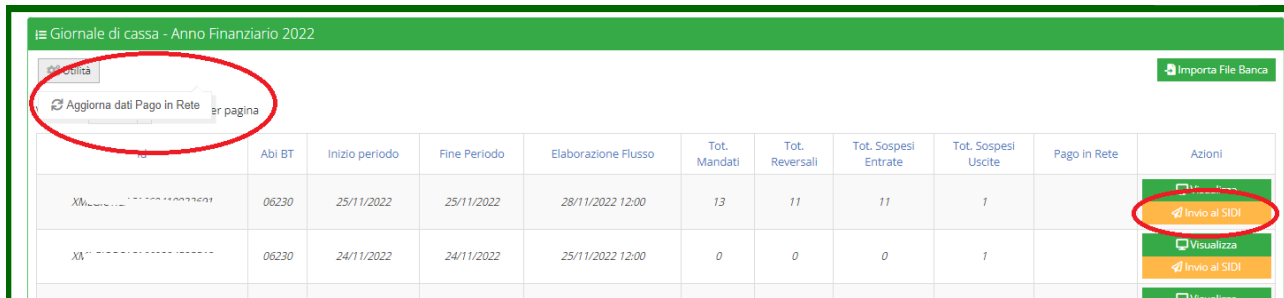 Giornale di cassa - Anno Finanziario 2022
Utilità
Importa File Banca
Aggiorna dati Pago in Rete
er pagina
Abi BT Inizio periodo Fine Periodo Elaborazione Flusso Tot. Mandati Tot. Reversali Tot. Sospesi Entrate Tot. Sospesi Uscite Pago in Rete Azioni
06230 25/11/2022 25/11/2022 28/11/2022 12:00 13 11 11 1 Visualizza
Invio al SIDI
06230 24/11/2022 24/11/2022 25/11/2022 12:00 0 0 0 1 Visualizza
Invio al SIDI
Visualizza